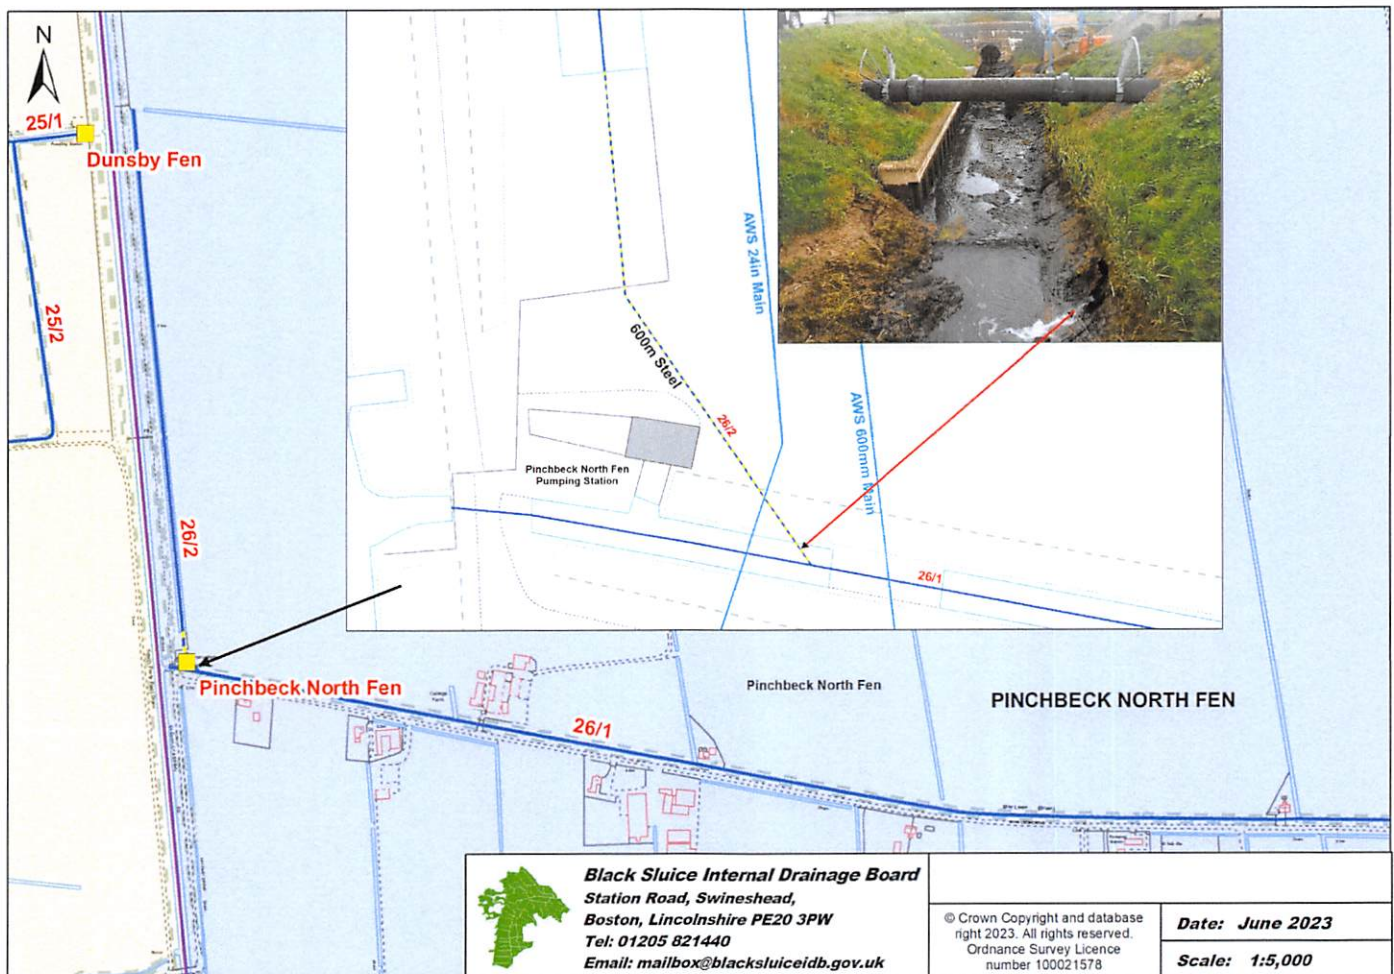 N
25/1
Dunsby Fen
25/2
26/2
AWS 24in Main
600m Steel
26/2
AWS 600mm Main
Pinchbeck North Fen
Pumping Station
26/1
Pinchbeck North Fen
Pinchbeck North Fen
PINCHBECK NORTH FEN
26/1
Black Sluice Internal Drainage Board
Station Road, Swineshead,
Boston, Lincolnshire PE20 3PW
Tel: 01205 821440
Email: mailbox@blacksluiceidb.gov.uk
© Crown Copyright and database
right 2023. All rights reserved.
Ordnance Survey Licence
number 100021578
Date: June 2023
Scale: 1:5,000